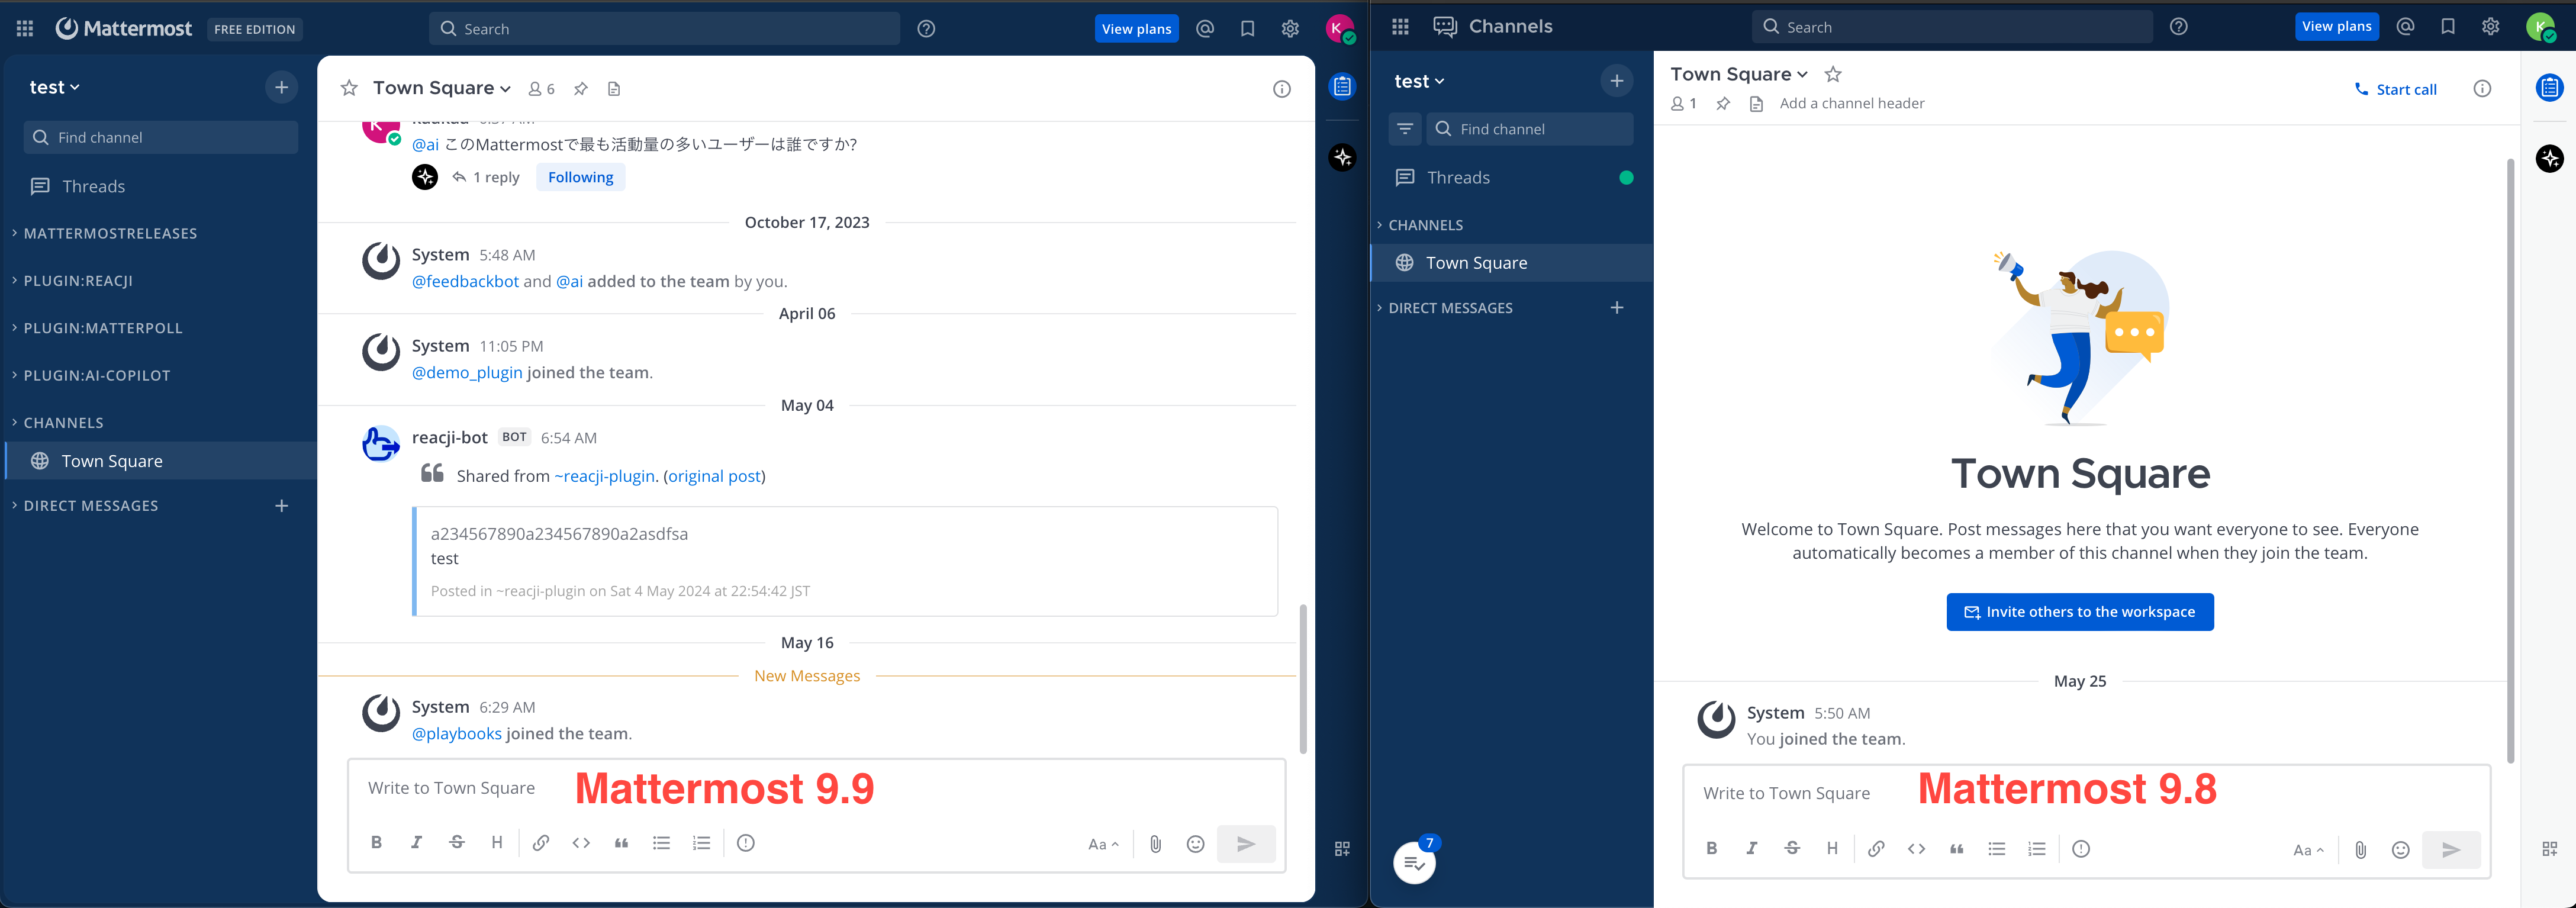 Mattermost FREE EDITION
Search
View plans
K
test
Find channel
Threads
MATTERMOSTRELEASES
PLUGIN:REACJI
PLUGIN:MATTERPOLL
PLUGIN:AI-COPILOT
CHANNELS
Town Square
DIRECT MESSAGES
Town Square 6
@ai このMattermostで最も活動量の多いユーザーは誰ですか?
1 reply Following
October 17, 2023
System 5:48 AM
@feedbackbot and @ai added to the team by you.
April 06
System 11:05 PM
@demo_plugin joined the team.
May 04
reacji-bot BOT 6:54 AM
Shared from ~reacji-plugin. (original post)
a234567890a234567890a2asdfsa
test
Posted in ~reacji-plugin on Sat 4 May 2024 at 22:54:42 JST
May 16
New Messages
System 6:29 AM
@playbooks joined the team.
Write to Town Square
Mattermost 9.9
B I S H
Aa
Channels
Search
View plans
K
test
Find channel
Threads
CHANNELS
Town Square
DIRECT MESSAGES
7
Town Square
1 Add a channel header
Start call
Town Square
Welcome to Town Square. Post messages here that you want everyone to see. Everyone
automatically becomes a member of this channel when they join the team.
Invite others to the workspace
May 25
System 5:50 AM
You joined the team.
Write to Town Square
Mattermost 9.8
B I S H
Aa